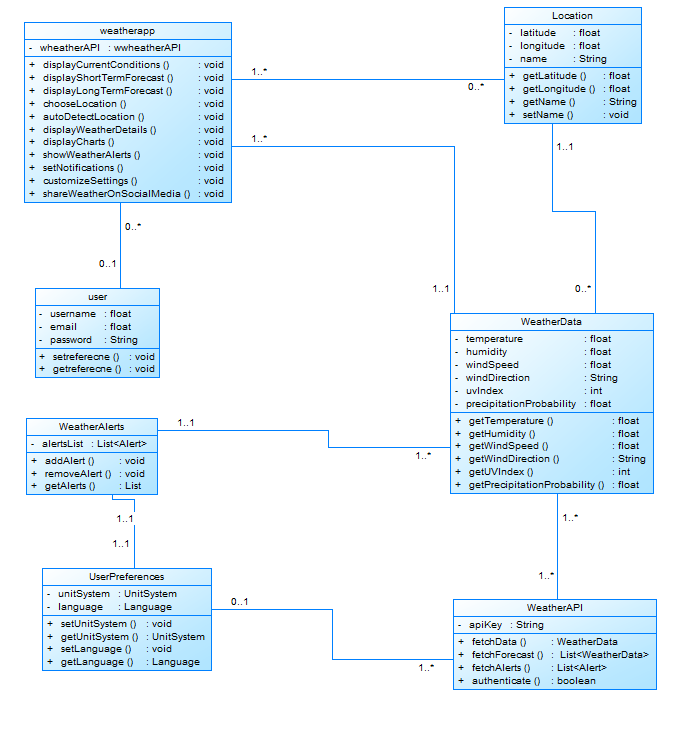 weatherapp
- wheatherAPI : wwheatherAPI
+ displayCurrentConditions () : void
+ displayShortTermForecast () : void
+ displayLongTermForecast () : void
+ chooseLocation () : void
+ autoDetectLocation () : void
+ displayWeatherDetails () : void
+ displayCharts () : void
+ showWeatherAlerts () : void
+ setNotifications () : void
+ customizeSettings () : void
+ shareWeatherOnSocialMedia () : void
Location
- latitude : float
- longitude : float
- name : String
+ getLatitude () : float
+ getLongitude () : float
+ getName () : String
+ setName () : void
1..*
0..*
1..*
1..1
1..1
0..*
0..*
0..1
user
- username : float
- email : float
- password : String
+ setreferecne () : void
+ getreferecne () : void
WeatherData
- temperature : float
- humidity : float
- windSpeed : float
- windDirection : String
- uvIndex : int
- precipitationProbability : float
+ getTemperature () : float
+ getHumidity () : float
+ getWindSpeed () : float
+ getWindDirection () : String
+ getUVIndex () : int
+ getPrecipitationProbability () : float
WeatherAlerts
- alertsList : List<Alert>
+ addAlert () : void
+ removeAlert () : void
+ getAlerts () : List
1..1
1..*
1..1
1..1
1..*
1..*
UserPreferences
- unitSystem : UnitSystem
- language : Language
+ setUnitSystem () : void
+ getUnitSystem () : UnitSystem
+ setLanguage () : void
+ getLanguage () : Language
0..1
1..*
WeatherAPI
- apiKey : String
+ fetchData () : WeatherData
+ fetchForecast () : List<WeatherData>
+ fetchAlerts () : List<Alert>
+ authenticate () : boolean